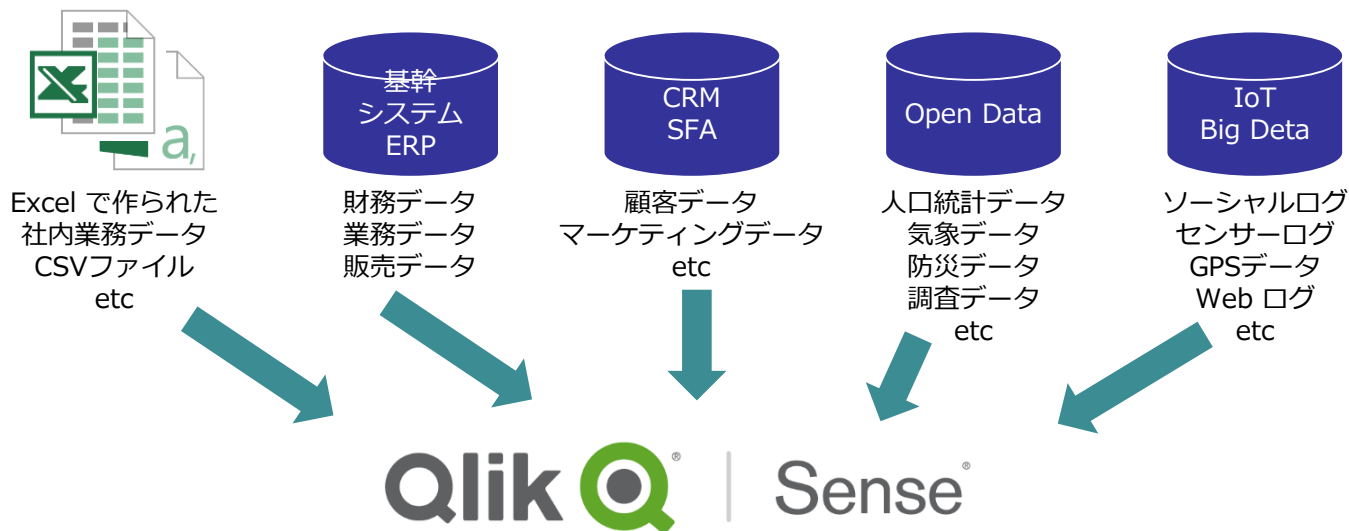 基幹
システム
ERP
CRM
SFA
Open Data
IoT
Big Deta
a,
Excel で作られた
社内業務データ
CSVファイル
etc
財務データ
業務データ
販売データ
顧客データ
マーケティングデータ
etc
人口統計データ
気象データ
防災データ
調査データ
etc
ソーシャルログ
センサーログ
GPSデータ
Web ログ
etc
Qlik Q® | Sense®